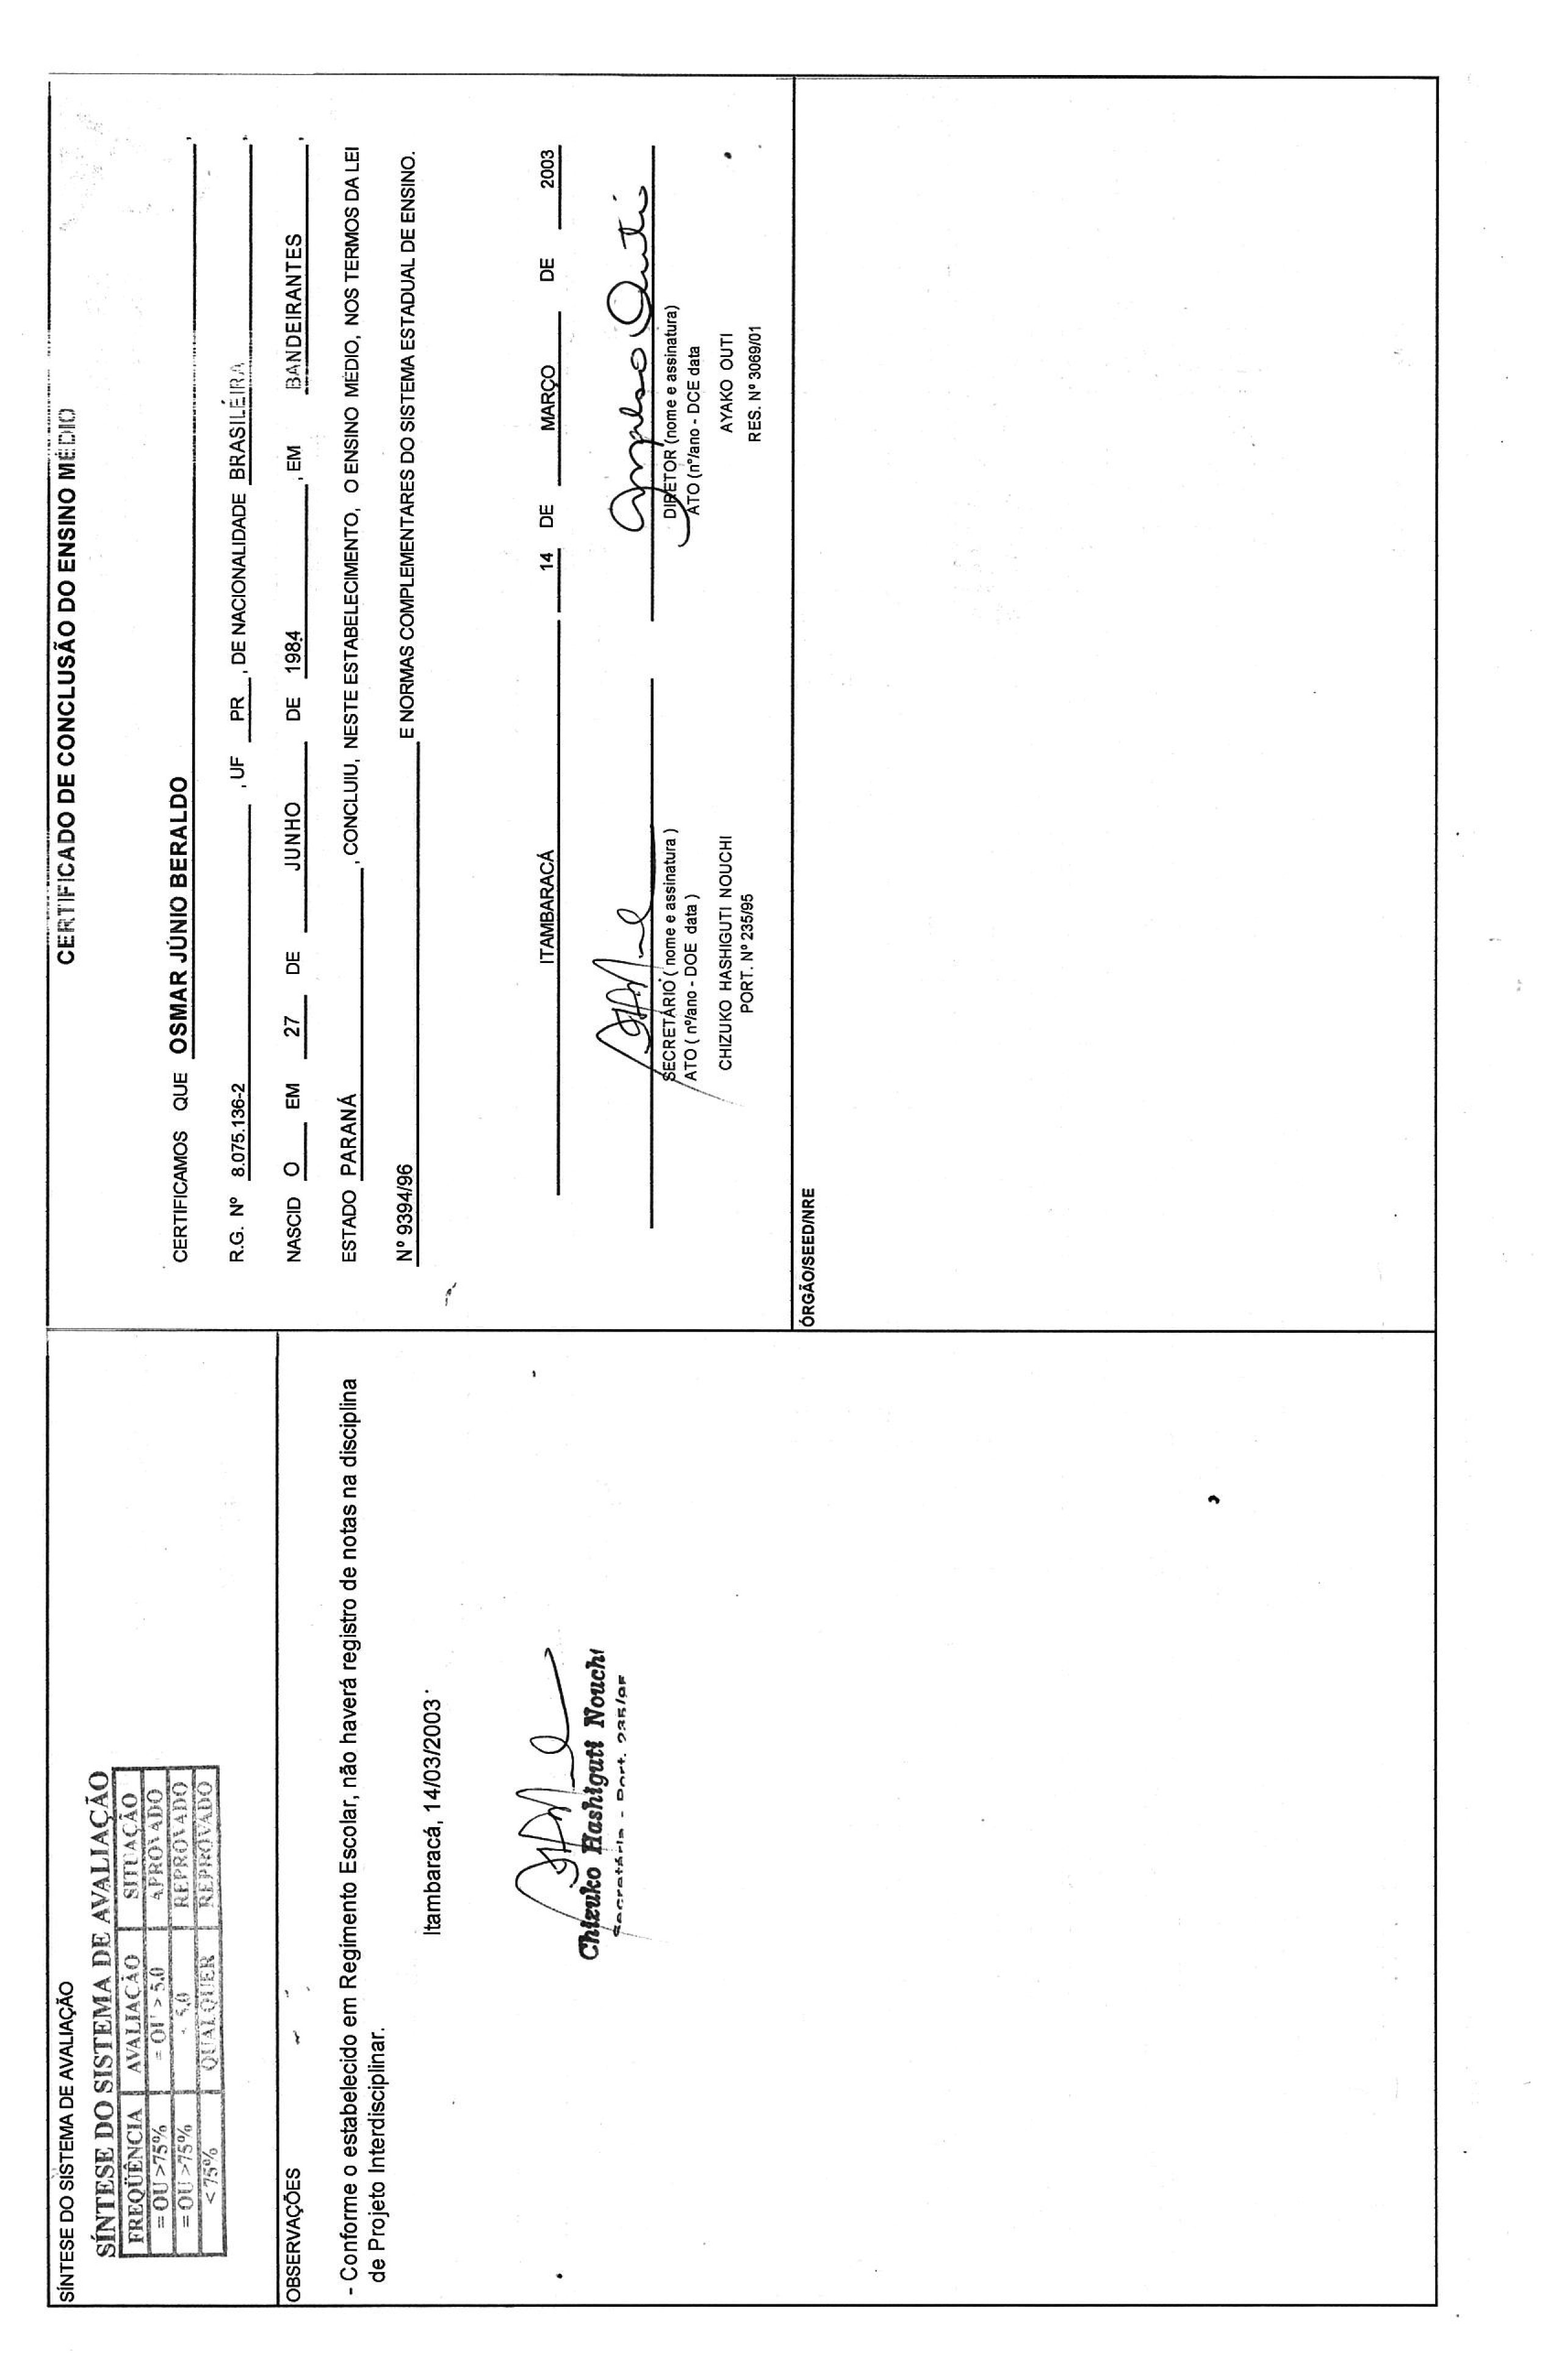 SÍNTESE DO SISTEMA DE AVALIAÇÃO
SÍNTESE DO SISTEMA DE AVALIAÇÃO
FREQÜÊNCIA AVALIAÇÃO SITUAÇÃO
= OU >75% = OU > 5,0 APROVADO
= OU >75% < 5,0 REPROVADO
< 75% QUALQUER REPROVADO
OBSERVAÇÕES
- Conforme o estabelecido em Regimento Escolar, não haverá registro de notas na disciplina
de Projeto Interdisciplinar.
Itambaracá, 14/03/2003
Chizuko Hashiguti Nouchi
Secretária - Port. 235/95
CERTIFICADO DE CONCLUSÃO DO ENSINO MÉDIO
CERTIFICAMOS QUE OSMAR JÚNIO BERALDO ,
R.G. Nº 8.075.136-2 , UF PR , DE NACIONALIDADE BRASILEIRA ,
NASCID O EM 27 DE JUNHO DE 1984 , EM BANDEIRANTES ,
ESTADO PARANÁ , CONCLUIU, NESTE ESTABELECIMENTO, O ENSINO MÉDIO, NOS TERMOS DA LEI
Nº 9394/96 E NORMAS COMPLEMENTARES DO SISTEMA ESTADUAL DE ENSINO.
ITAMBARACÁ 14 DE MARÇO DE 2003
Ayako Outi
SECRETÁRIO ( nome e assinatura ) DIRETOR (nome e assinatura)
ATO ( nº/ano - DOE data ) ATO (nº/ano - DCE data
CHIZUKO HASHIGUTI NOUCHI AYAKO OUTI
PORT. Nº 235/95 RES. Nº 3069/01
ÓRGÃO/SEED/NRE